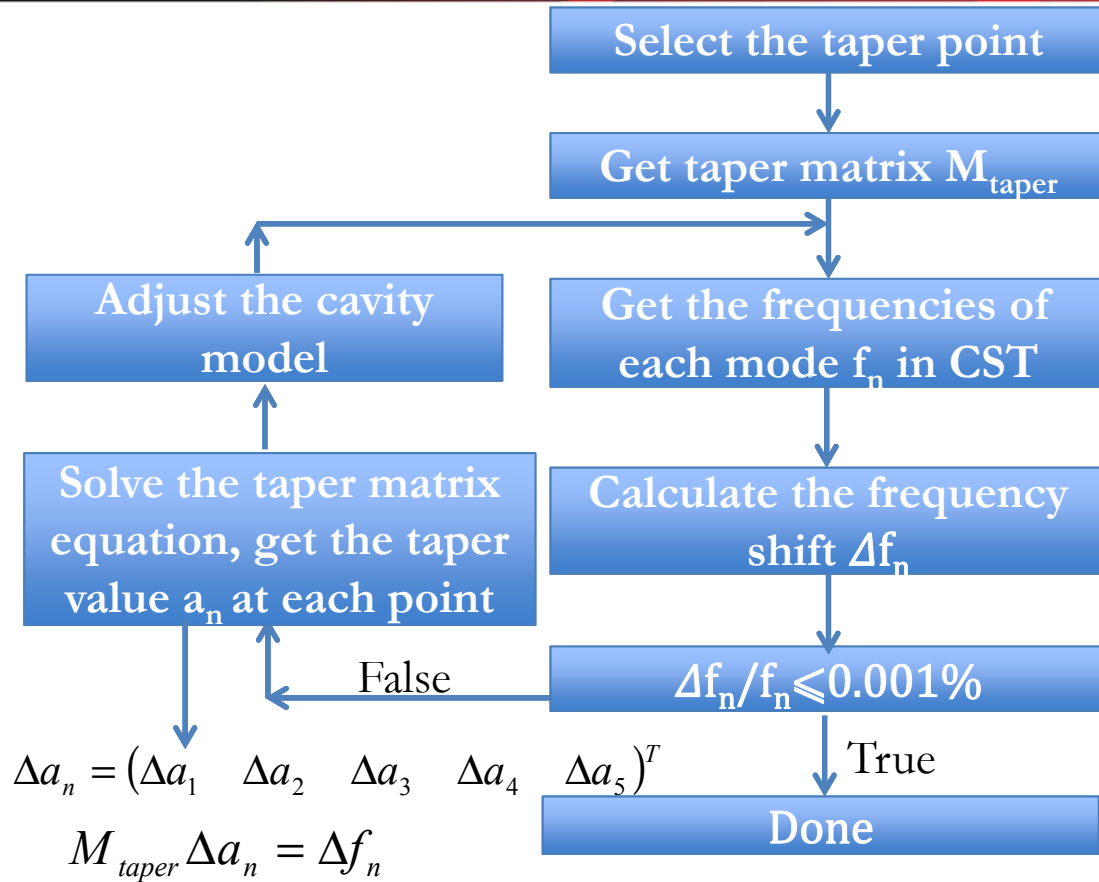 Select the taper point
Get taper matrix M_taper
Adjust the cavity
model
Get the frequencies of
each mode f_n in CST
Solve the taper matrix
equation, get the taper
value a_n at each point
Calculate the frequency
shift Δf_n
False
Δf_n/f_n⩽0.001%
True
Δa_n = (Δa_1 Δa_2 Δa_3 Δa_4 Δa_5)^T
Done
M_taper Δa_n = Δf_n